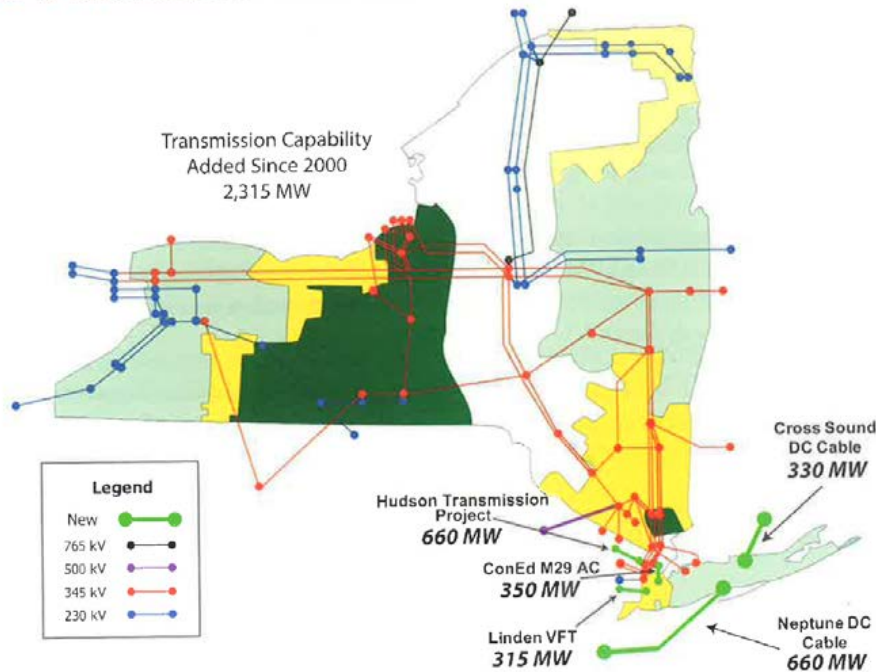 Transmission Capability
Added Since 2000
2,315 MW
Cross Sound
DC Cable
330 MW
Hudson Transmission
Project
660 MW
ConEd M29 AC
350 MW
Linden VFT
315 MW
Neptune DC
Cable
660 MW
Legend
New
765 kV
500 kV
345 kV
230 kV